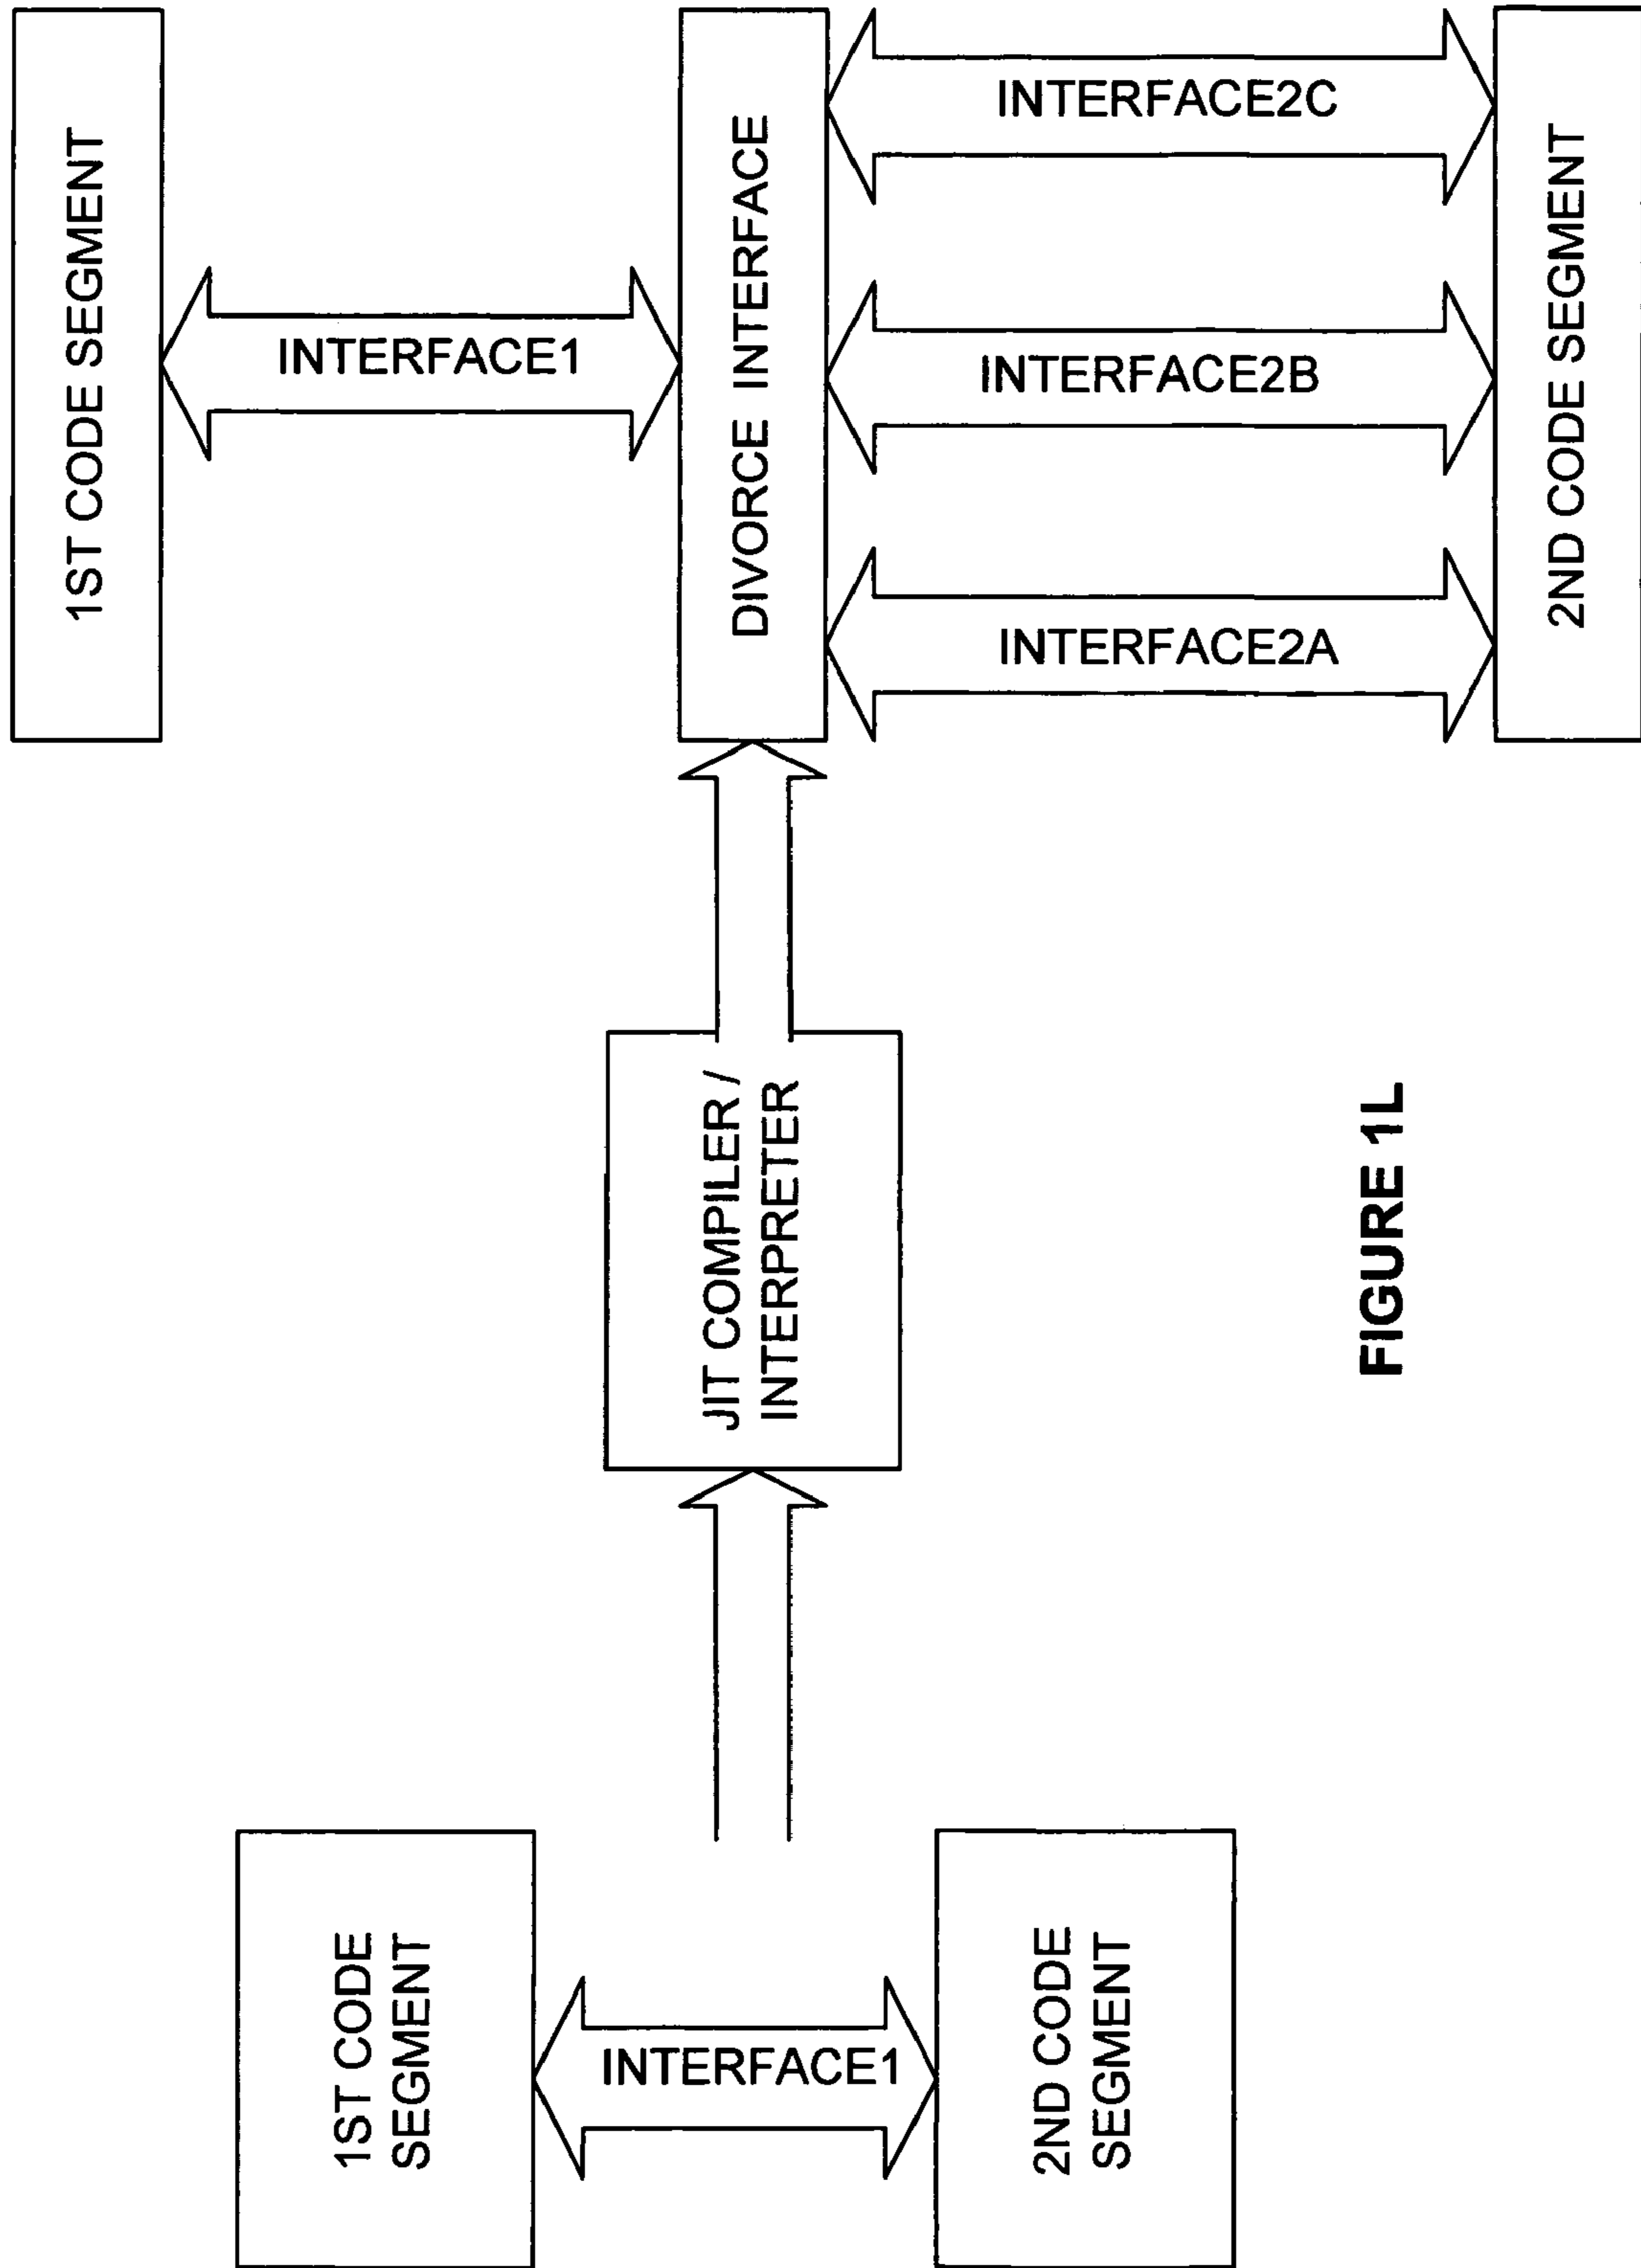 1ST CODE SEGMENT
INTERFACE1
DIVORCE INTERFACE
INTERFACE2A
INTERFACE2B
INTERFACE2C
2ND CODE SEGMENT
JIT COMPILER /
INTERPRETER
1ST CODE
SEGMENT
INTERFACE1
2ND CODE
SEGMENT
FIGURE 1L